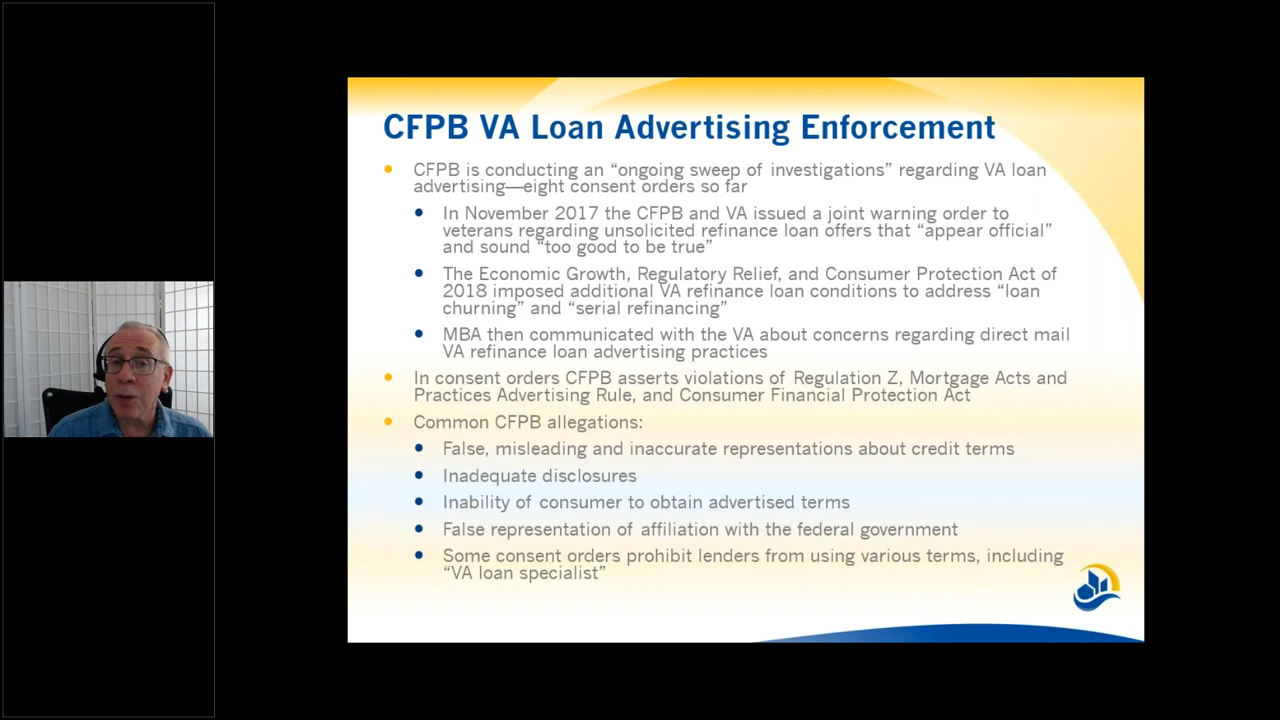 CFPB VA Loan Advertising Enforcement
CFPB is conducting an “ongoing sweep of investigations” regarding VA loan
advertising—eight consent orders so far
In November 2017 the CFPB and VA issued a joint warning order to
veterans regarding unsolicited refinance loan offers that “appear official”
and sound “too good to be true”
The Economic Growth, Regulatory Relief, and Consumer Protection Act of
2018 imposed additional VA refinance loan conditions to address “loan
churning” and “serial refinancing”
MBA then communicated with the VA about concerns regarding direct mail
VA refinance loan advertising practices
In consent orders CFPB asserts violations of Regulation Z, Mortgage Acts and
Practices Advertising Rule, and Consumer Financial Protection Act
Common CFPB allegations:
False, misleading and inaccurate representations about credit terms
Inadequate disclosures
Inability of consumer to obtain advertised terms
False representation of affiliation with the federal government
Some consent orders prohibit lenders from using various terms, including
“VA loan specialist”